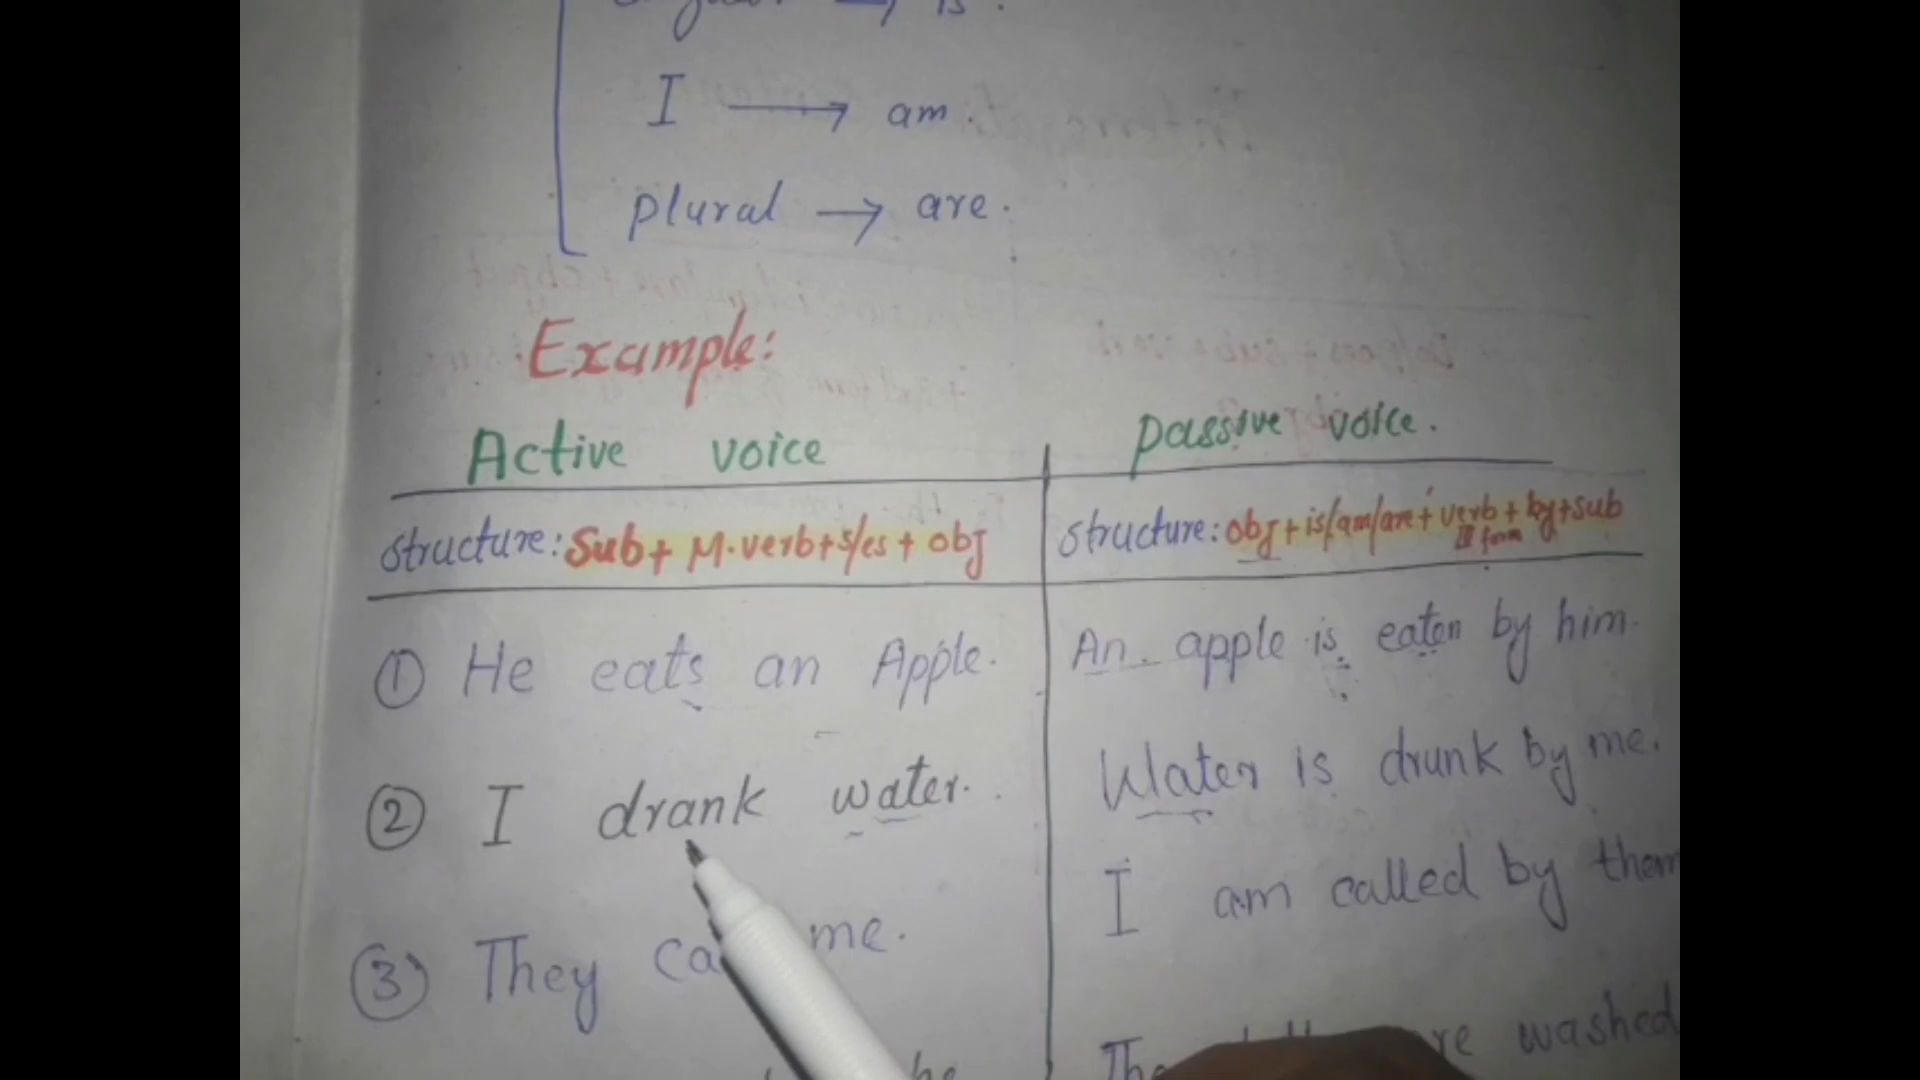 → is.
I → am.
plural → are.
Example:
Active voice
passive voice.
structure: Sub + M.verb+s/es + obj
structure: obj + is/am/are + verb + by + sub
III form
① He eats an Apple.
An apple is eaten by him.
② I drank water.
Water is drunk by me.
③ They me.
I am called by them
washed